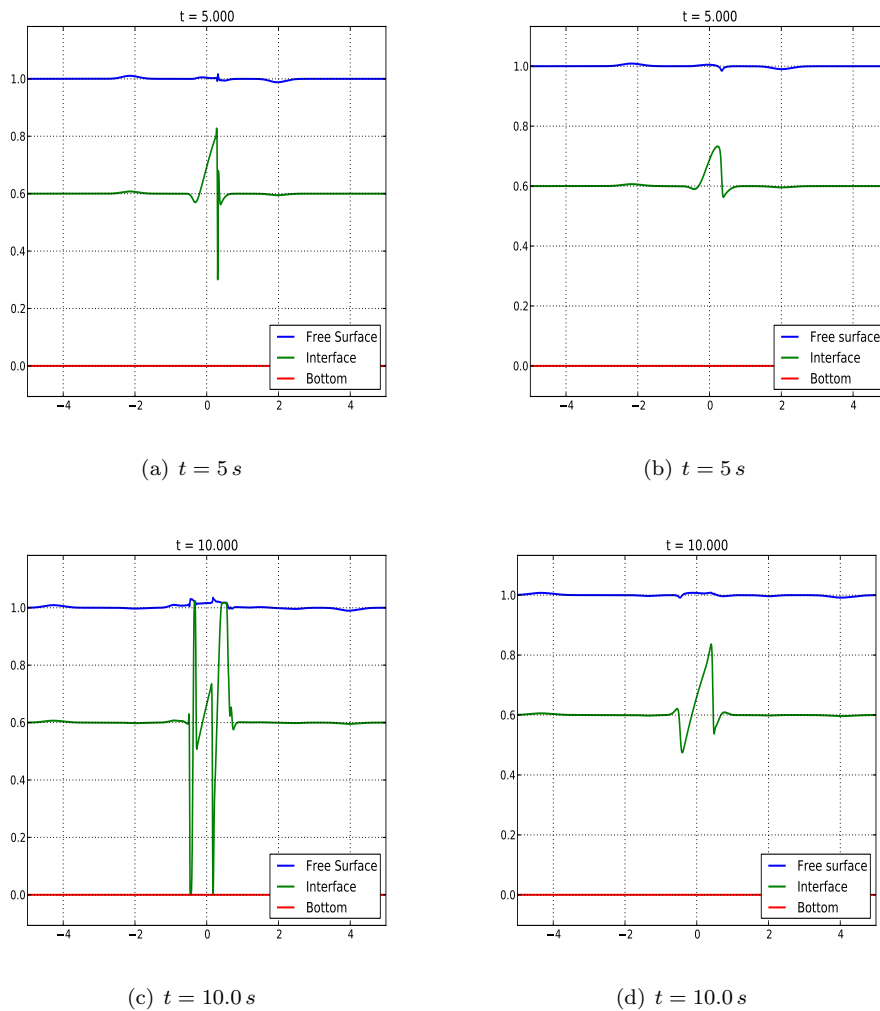 t = 5.000
1.0
0.8
0.6
0.4
0.2
0.0
Free Surface
Interface
Bottom
−4 −2 0 2 4
(a) t = 5 s
t = 5.000
1.0
0.8
0.6
0.4
0.2
0.0
Free surface
Interface
Bottom
−4 −2 0 2 4
(b) t = 5 s
t = 10.000
1.0
0.8
0.6
0.4
0.2
0.0
Free Surface
Interface
Bottom
−4 −2 0 2 4
(c) t = 10.0 s
t = 10.000
1.0
0.8
0.6
0.4
0.2
0.0
Free surface
Interface
Bottom
−4 −2 0 2 4
(d) t = 10.0 s